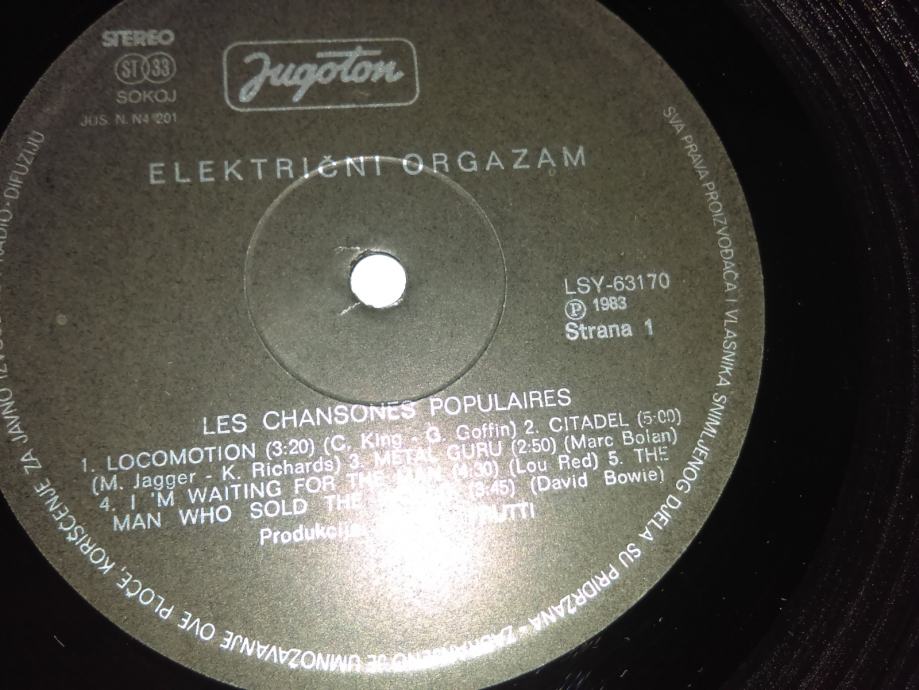 STEREO
ST 33
SOKOJ
JUS. N. N4 201
Jugoton
ELEKTRIČNI ORGAZAM
LSY-63170
Ⓟ 1983
Strana 1
LES CHANSONES POPULAIRES
1. LOCOMOTION (3:20) (C. King - G. Goffin) 2. CITADEL (5:00)
(M. Jagger - K. Richards) 3. METAL GURU (2:50) (Marc Bolan)
4. I 'M WAITING FOR THE MAN (4:30) (Lou Red) 5. THE
MAN WHO SOLD THE (3:45) (David Bowie)
Produkcija
SVA PRAVA PROIZVOĐAČA I VLASNIKA SNIMLJENOG DJELA SU PRIDRŽANA - ZABRANJENO JE UMNOŽAVANJE OVE PLOČE, KORIŠĆENJE ZA JAVNO RADIO-DIFUZIJU